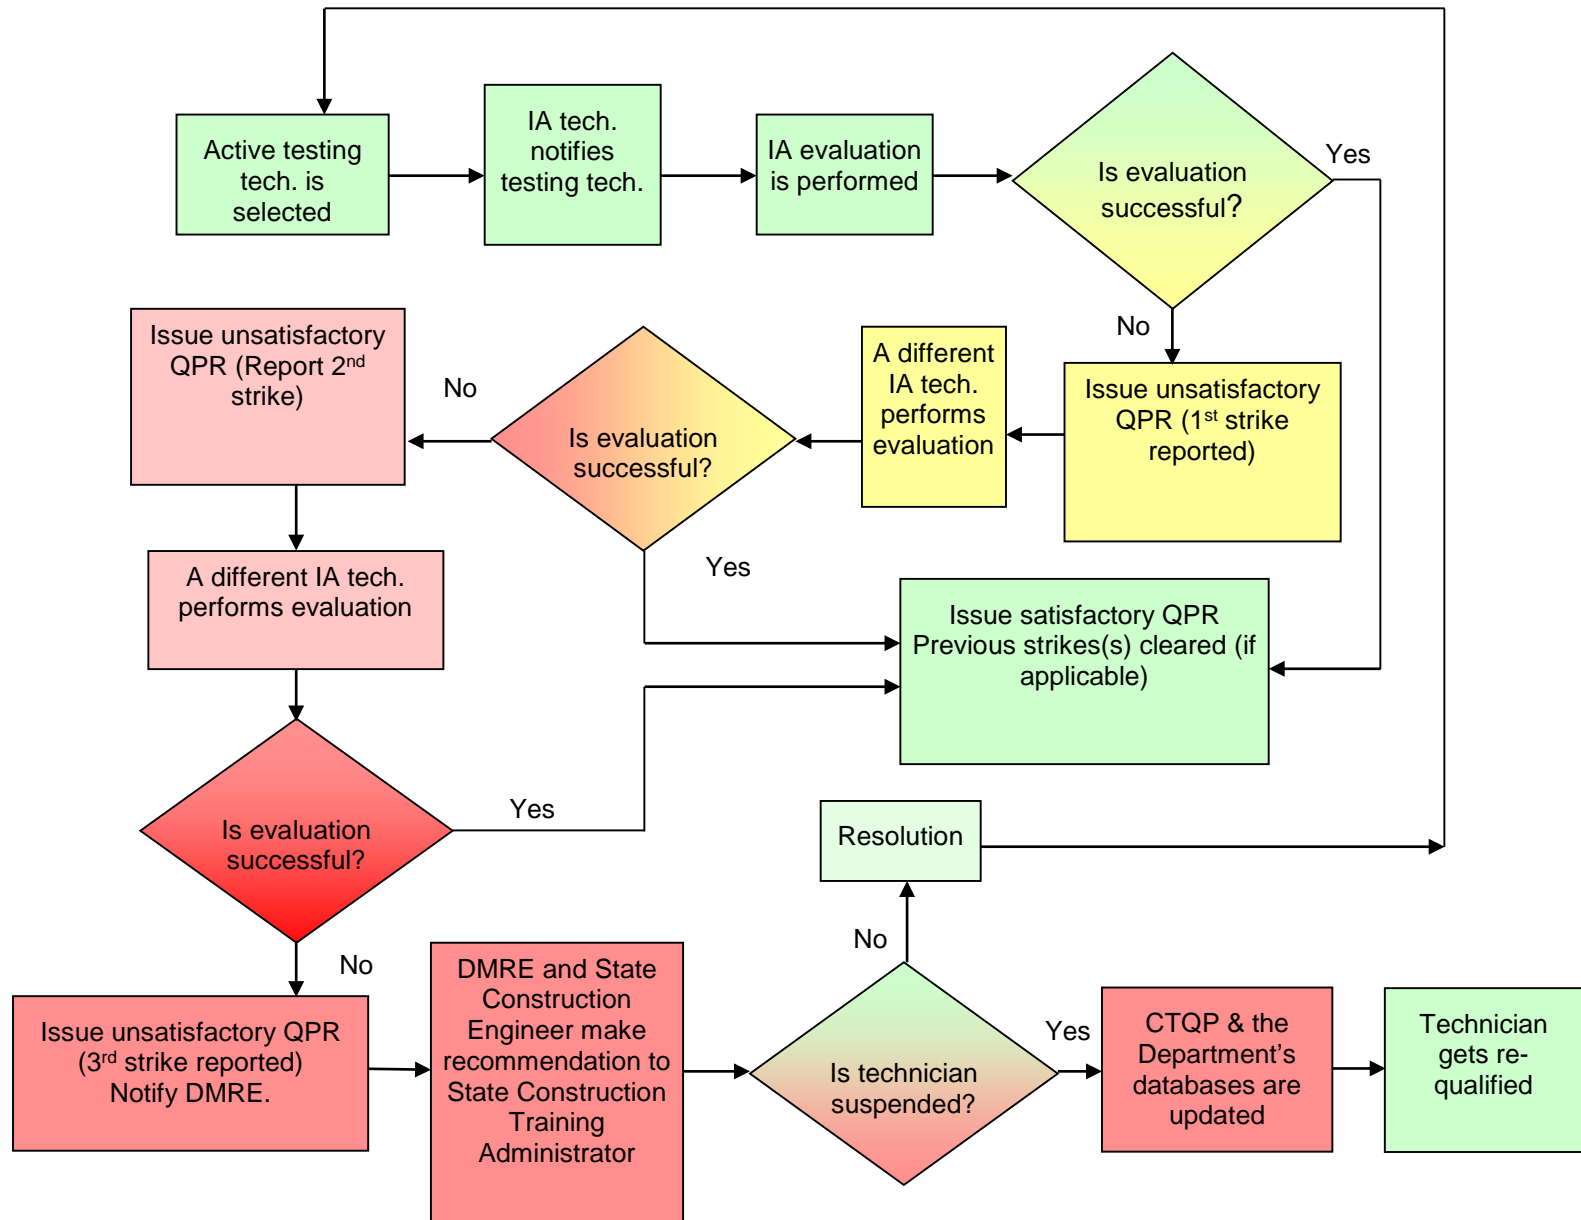 Active testing
tech. is
selected
IA tech.
notifies
testing tech.
IA evaluation
is performed
Is evaluation
successful?
Yes
No
Issue unsatisfactory
QPR (1st strike
reported)
A different
IA tech.
performs
evaluation
Is evaluation
successful?
No
Yes
Issue unsatisfactory
QPR (Report 2nd
strike)
A different IA tech.
performs evaluation
Issue satisfactory QPR
Previous strikes(s) cleared (if
applicable)
Is evaluation
successful?
Yes
No
Issue unsatisfactory QPR
(3rd strike reported)
Notify DMRE.
DMRE and State
Construction
Engineer make
recommendation to
State Construction
Training
Administrator
Is technician
suspended?
No
Resolution
Yes
CTQP & the
Department’s
databases are
updated
Technician
gets re-
qualified